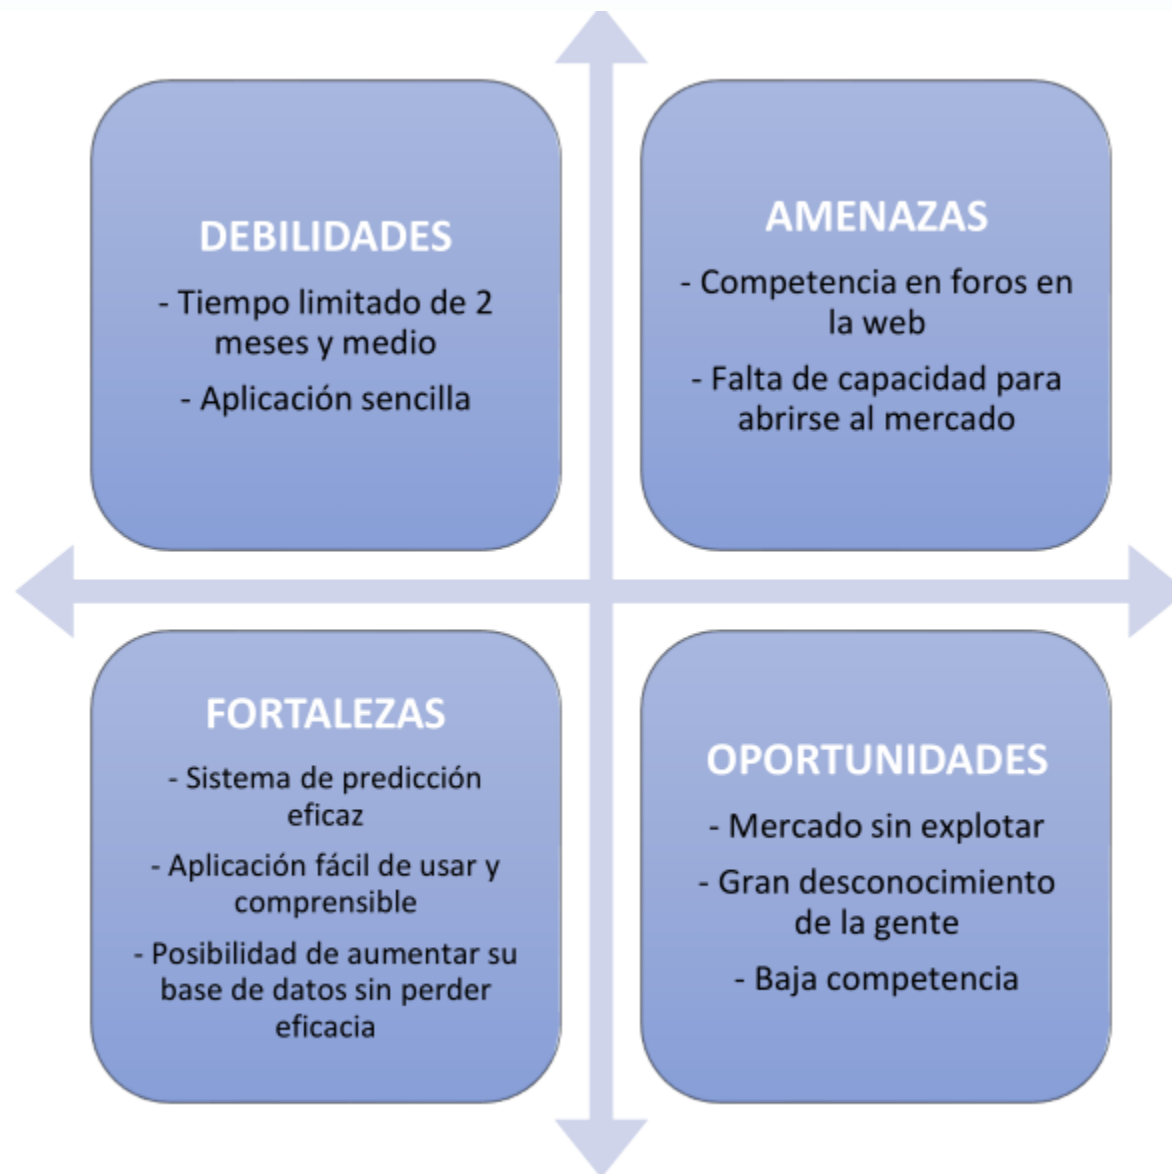 DEBILIDADES
- Tiempo limitado de 2
meses y medio
- Aplicación sencilla
AMENAZAS
- Competencia en foros en
la web
- Falta de capacidad para
abrirse al mercado
FORTALEZAS
- Sistema de predicción
eficaz
- Aplicación fácil de usar y
comprensible
- Posibilidad de aumentar su
base de datos sin perder
eficacia
OPORTUNIDADES
- Mercado sin explotar
- Gran desconocimiento
de la gente
- Baja competencia